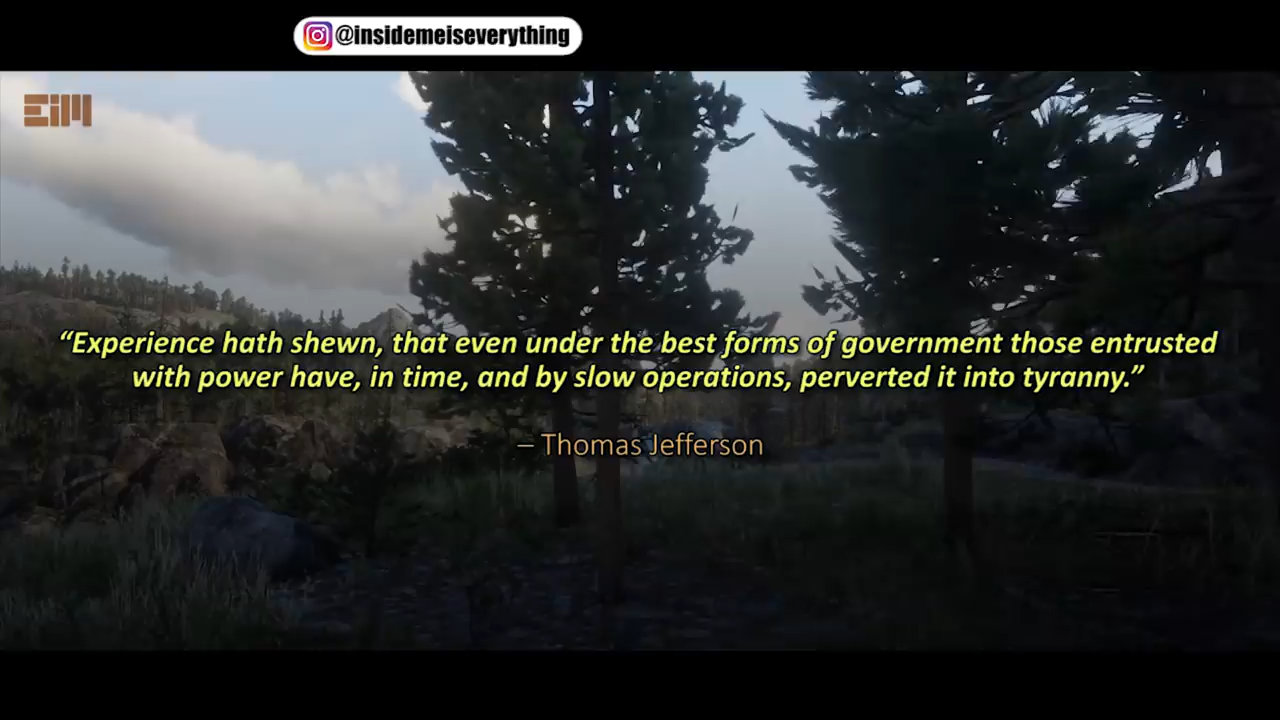 @insidemeiseverything
EiM
“Experience hath shewn, that even under the best forms of government those entrusted
with power have, in time, and by slow operations, perverted it into tyranny.”
– Thomas Jefferson